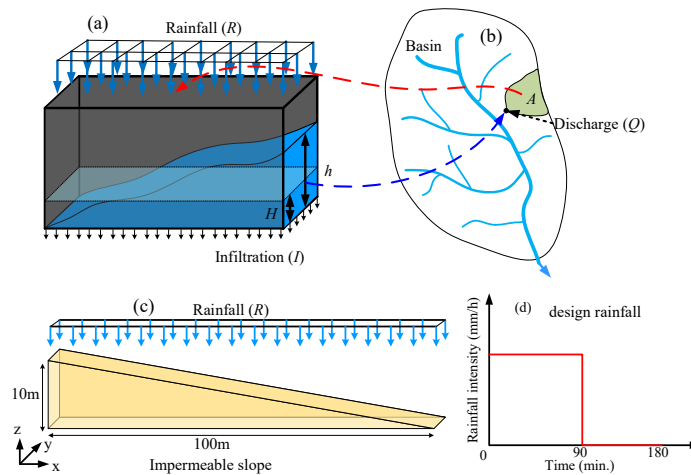 (a)
Rainfall (R)
h
H
Infiltration (I)
(b)
Basin
A
Discharge (Q)
(c)
Rainfall (R)
10m
100m
Impermeable slope
z
y
x
(d)
design rainfall
Rainfall intensity (mm/h)
0
90
180
Time (min.)